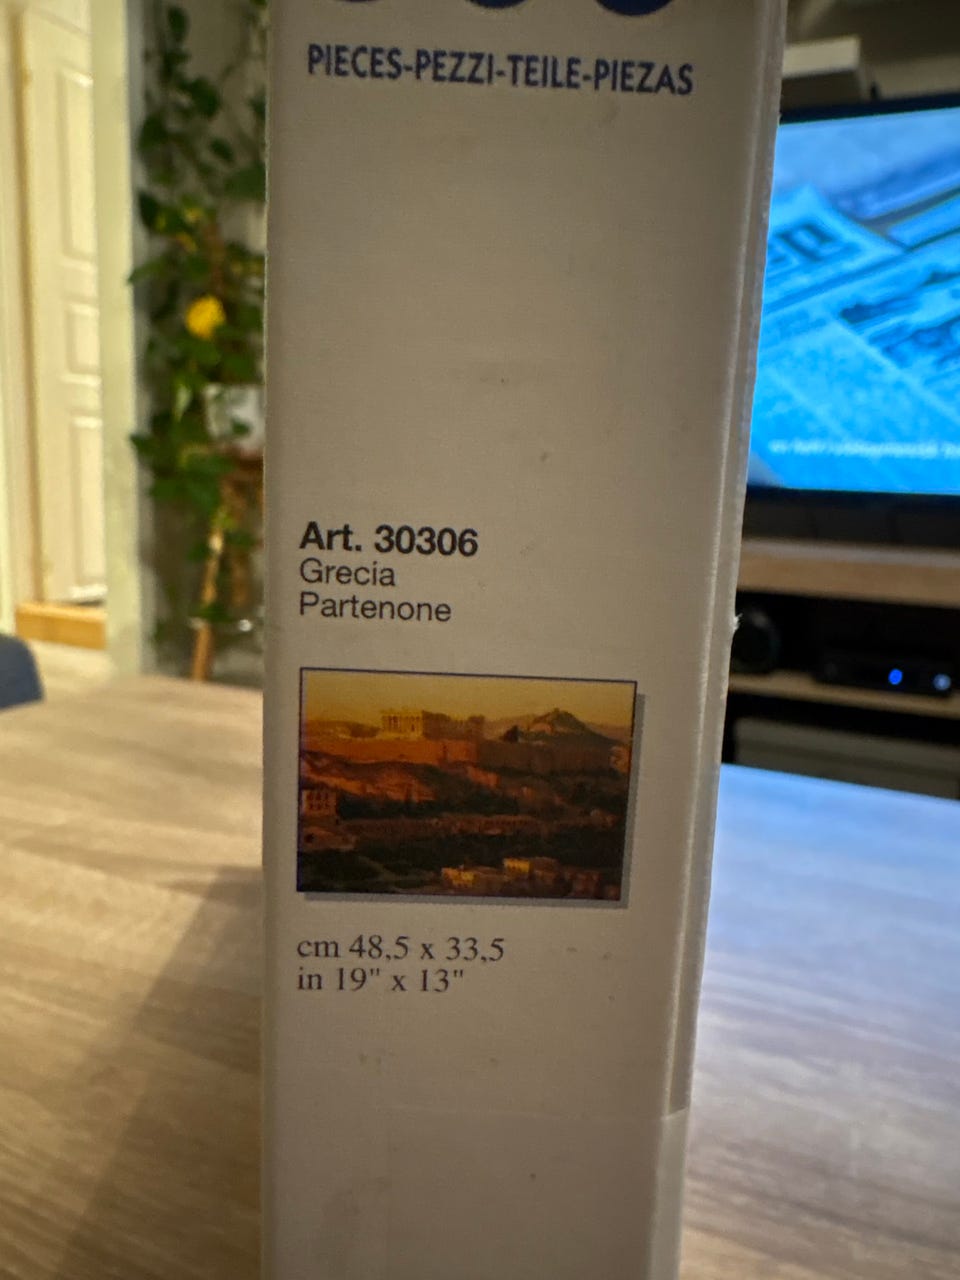 PIECES-PEZZI-TEILE-PIEZAS
Art. 30306
Grecia
Partenone
cm 48,5 x 33,5
in 19" x 13"